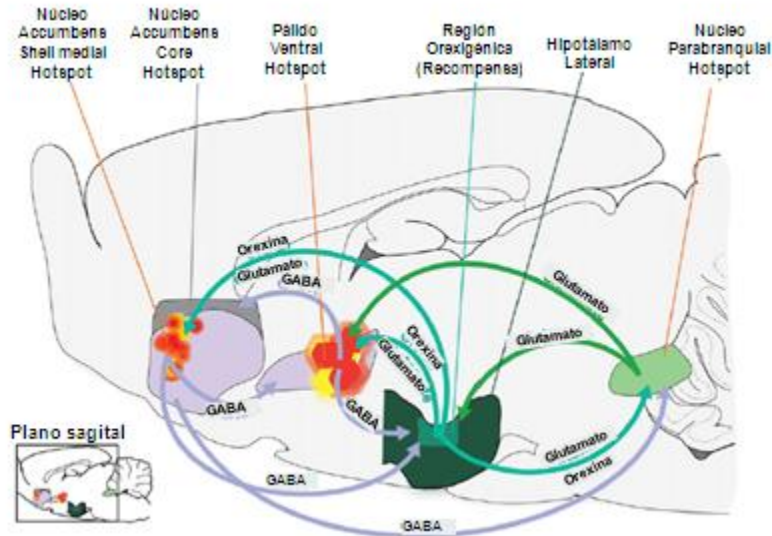 Núcleo
Accumbens
Shell medial
Hotspot
Núcleo
Accumbens
Core
Hotspot
Pálido
Ventral
Hotspot
Región
Orexigénica
(Recompensa)
Hipotálamo
Lateral
Núcleo
Parabranquial
Hotspot
Orexina
Glutamato
GABA
Glutamato
Glutamato
Orexina
Glutamato
GABA
GABA
Plano sagital
Glutamato
Orexina
GABA
GABA